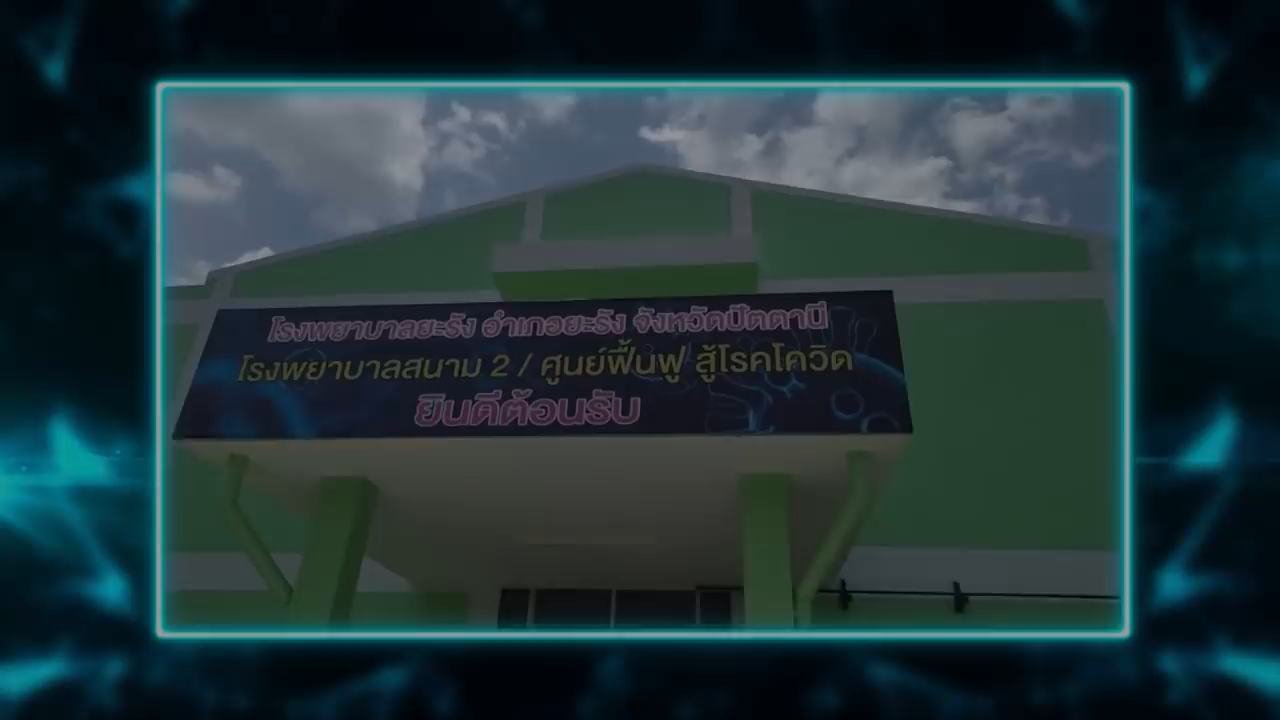 โรงพยาบาลยะรัง อำเภอยะรัง จังหวัดปัตตานี
โรงพยาบาลสนาม 2 / ศูนย์ฟื้นฟู สู้โรคโควิด
ยินดีต้อนรับ